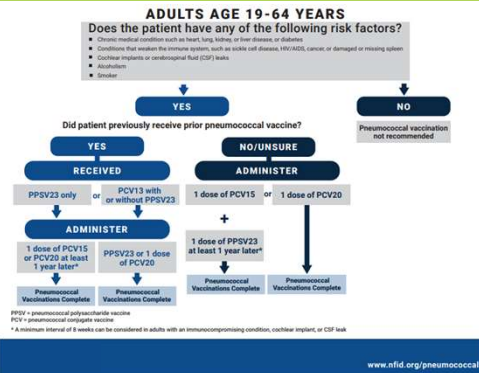 ADULTS AGE 19-64 YEARS
Does the patient have any of the following risk factors?
Chronic medical condition such as heart, lung, kidney, or liver disease, or diabetes
Conditions that weaken the immune system, such as sickle cell disease, HIV/AIDS, cancer, or damaged or missing spleen
Cochlear implants or cerebrospinal fluid (CSF) leaks
Alcoholism
Smoker
YES
NO
Did patient previously receive prior pneumococcal vaccine?
Pneumococcal vaccination
not recommended
YES
NO/UNSURE
RECEIVED
ADMINISTER
PPSV23 only
or
PCV13 with
or without PPSV23
1 dose of PCV15
or
1 dose of PCV20
ADMINISTER
+
1 dose of PCV15
or PCV20 at least
1 year later*
PPSV23 or 1 dose
of PCV20
1 dose of PPSV23
at least 1 year later*
Pneumococcal
Vaccinations Complete
Pneumococcal
Vaccinations Complete
Pneumococcal
Vaccinations Complete
Pneumococcal
Vaccinations Complete
PPSV = pneumococcal polysaccharide vaccine
PCV = pneumococcal conjugate vaccine
* A minimum interval of 8 weeks can be considered in adults with an immunocompromising condition, cochlear implant, or CSF leak
www.nfid.org/pneumococcal